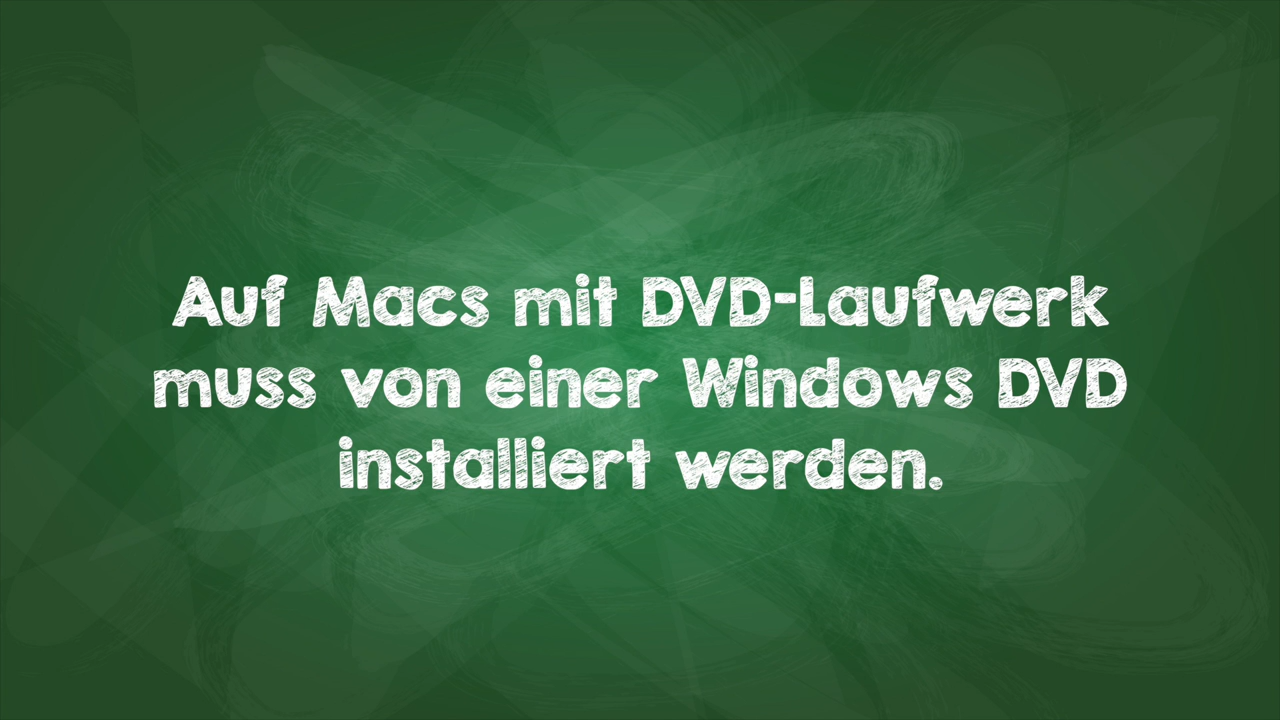 Auf Macs mit DVD-Laufwerk
muss von einer Windows DVD
installiert werden.